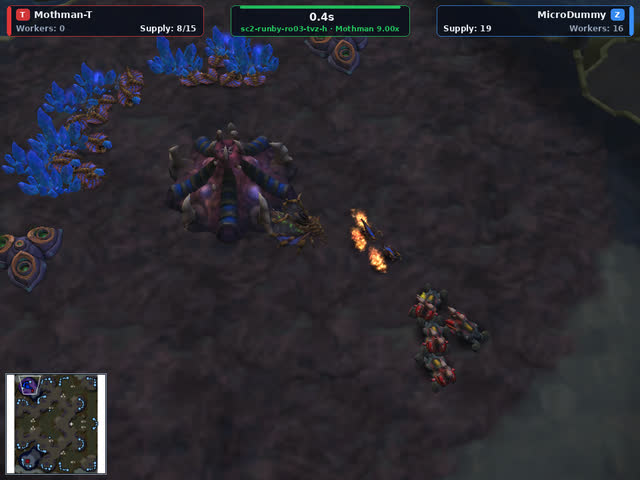 T Mothman-T
Workers: 0 Supply: 8/15
0.4s
sc2-runby-ro03-tvz-h · Mothman 9.00x
MicroDummy Z
Supply: 19 Workers: 16